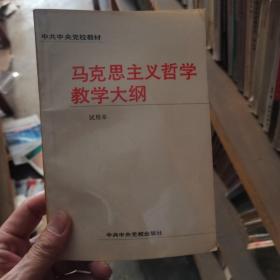 中共中央党校教材
马克思主义哲学
教学大纲
试用本
中共中央党校出版社